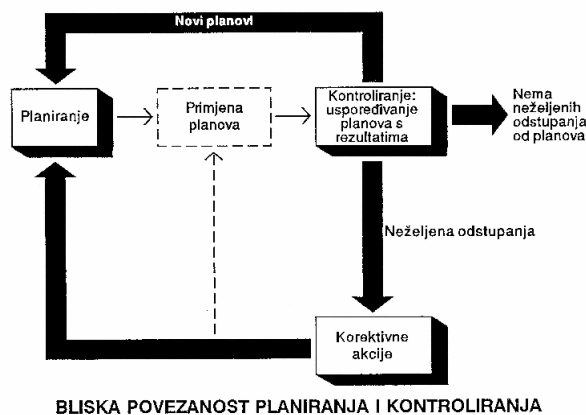 Novi planovi
Planiranje
Primjena
planova
Kontroliranje:
uspoređivanje
planova s
rezultatima
Nema
neželjenih
odstupanja
od planova
Neželjena odstupanja
Korektivne
akcije
BLISKA POVEZANOST PLANIRANJA I KONTROLIRANJA